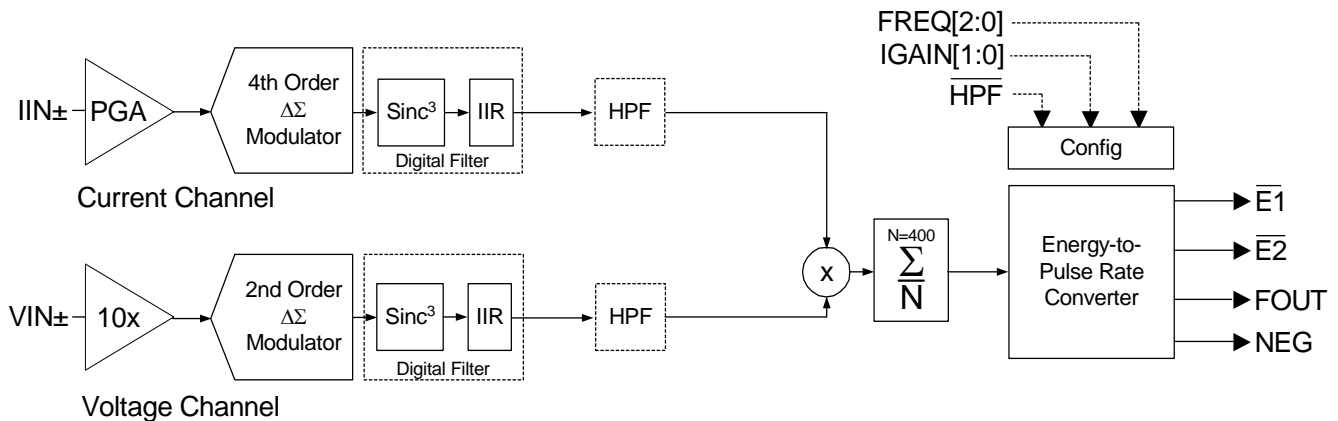 FREQ[2:0]
IGAIN[1:0]
HPF
Config
IIN±
PGA
4th Order
ΔΣ
Modulator
Sinc³
IIR
Digital Filter
HPF
Current Channel
VIN±
10x
2nd Order
ΔΣ
Modulator
Sinc³
IIR
Digital Filter
HPF
Voltage Channel
x
N=400
Σ
N
Energy-to-
Pulse Rate
Converter
E1
E2
FOUT
NEG